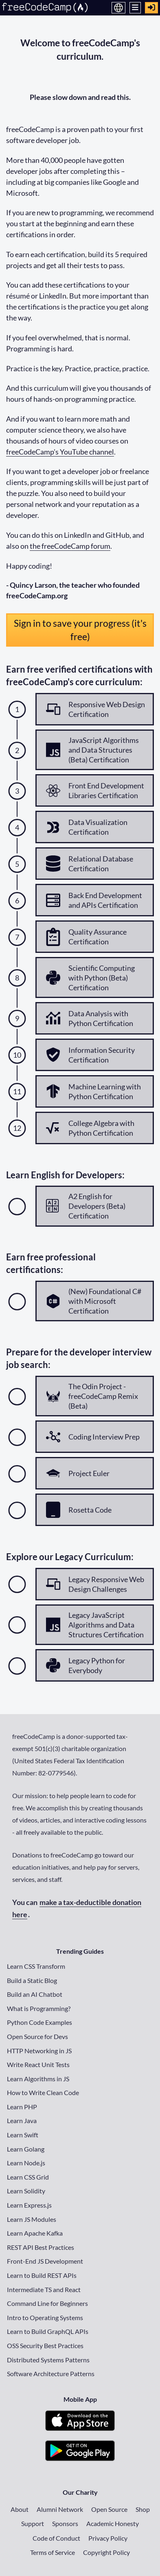 freeCodeCamp(🔥)
Welcome to freeCodeCamp's
curriculum.
Please slow down and read this.
freeCodeCamp is a proven path to your first
software developer job.
More than 40,000 people have gotten
developer jobs after completing this –
including at big companies like Google and
Microsoft.
If you are new to programming, we recommend
you start at the beginning and earn these
certifications in order.
To earn each certification, build its 5 required
projects and get all their tests to pass.
You can add these certifications to your
résumé or LinkedIn. But more important than
the certifications is the practice you get along
the way.
If you feel overwhelmed, that is normal.
Programming is hard.
Practice is the key. Practice, practice, practice.
And this curriculum will give you thousands of
hours of hands-on programming practice.
And if you want to learn more math and
computer science theory, we also have
thousands of hours of video courses on
freeCodeCamp's YouTube channel.
If you want to get a developer job or freelance
clients, programming skills will be just part of
the puzzle. You also need to build your
personal network and your reputation as a
developer.
You can do this on LinkedIn and GitHub, and
also on the freeCodeCamp forum.
Happy coding!
- Quincy Larson, the teacher who founded
freeCodeCamp.org
Sign in to save your progress (it's
free)
Earn free verified certifications with
freeCodeCamp's core curriculum:
1
Responsive Web Design
Certification
2
JS
JavaScript Algorithms
and Data Structures
(Beta) Certification
3
Front End Development
Libraries Certification
4
Data Visualization
Certification
5
Relational Database
Certification
6
Back End Development
and APIs Certification
7
Quality Assurance
Certification
8
Scientific Computing
with Python (Beta)
Certification
9
Data Analysis with
Python Certification
10
Information Security
Certification
11
Machine Learning with
Python Certification
12
College Algebra with
Python Certification
Learn English for Developers:
A2 English for
Developers (Beta)
Certification
Earn free professional
certifications:
C#
(New) Foundational C#
with Microsoft
Certification
Prepare for the developer interview
job search:
The Odin Project -
freeCodeCamp Remix
(Beta)
Coding Interview Prep
Project Euler
Rosetta Code
Explore our Legacy Curriculum:
Legacy Responsive Web
Design Challenges
JS
Legacy JavaScript
Algorithms and Data
Structures Certification
Legacy Python for
Everybody
freeCodeCamp is a donor-supported tax-
exempt 501(c)(3) charitable organization
(United States Federal Tax Identification
Number: 82-0779546).
Our mission: to help people learn to code for
free. We accomplish this by creating thousands
of videos, articles, and interactive coding lessons
- all freely available to the public.
Donations to freeCodeCamp go toward our
education initiatives, and help pay for servers,
services, and staff.
You can make a tax-deductible donation
here.
Trending Guides
Learn CSS Transform
Build a Static Blog
Build an AI Chatbot
What is Programming?
Python Code Examples
Open Source for Devs
HTTP Networking in JS
Write React Unit Tests
Learn Algorithms in JS
How to Write Clean Code
Learn PHP
Learn Java
Learn Swift
Learn Golang
Learn Node.js
Learn CSS Grid
Learn Solidity
Learn Express.js
Learn JS Modules
Learn Apache Kafka
REST API Best Practices
Front-End JS Development
Learn to Build REST APIs
Intermediate TS and React
Command Line for Beginners
Intro to Operating Systems
Learn to Build GraphQL APIs
OSS Security Best Practices
Distributed Systems Patterns
Software Architecture Patterns
Mobile App
Download on the
App Store
GET IT ON
Google Play
Our Charity
About Alumni Network Open Source Shop
Support Sponsors Academic Honesty
Code of Conduct Privacy Policy
Terms of Service Copyright Policy